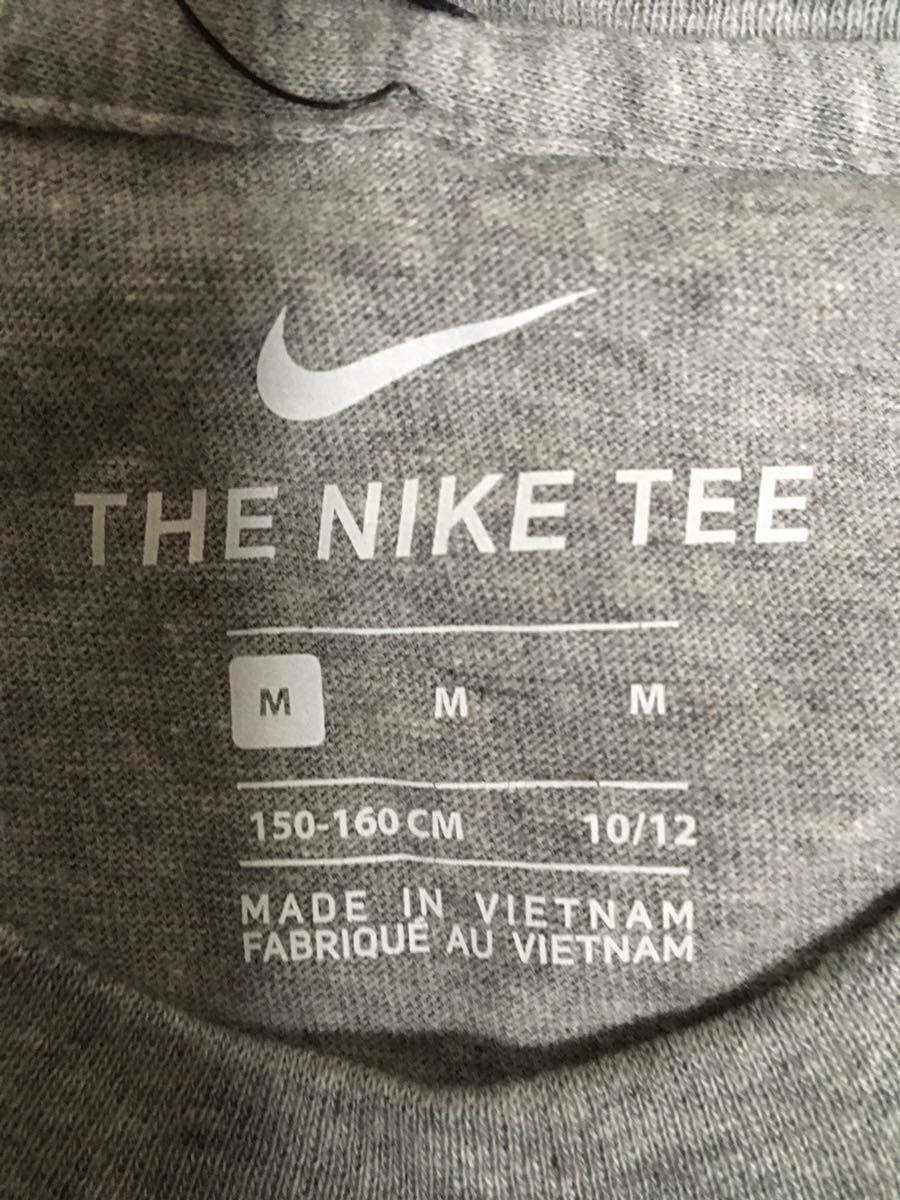 THE NIKE TEE
M M M
150-160 CM 10/12
MADE IN VIETNAM
FABRIQUÉ AU VIETNAM